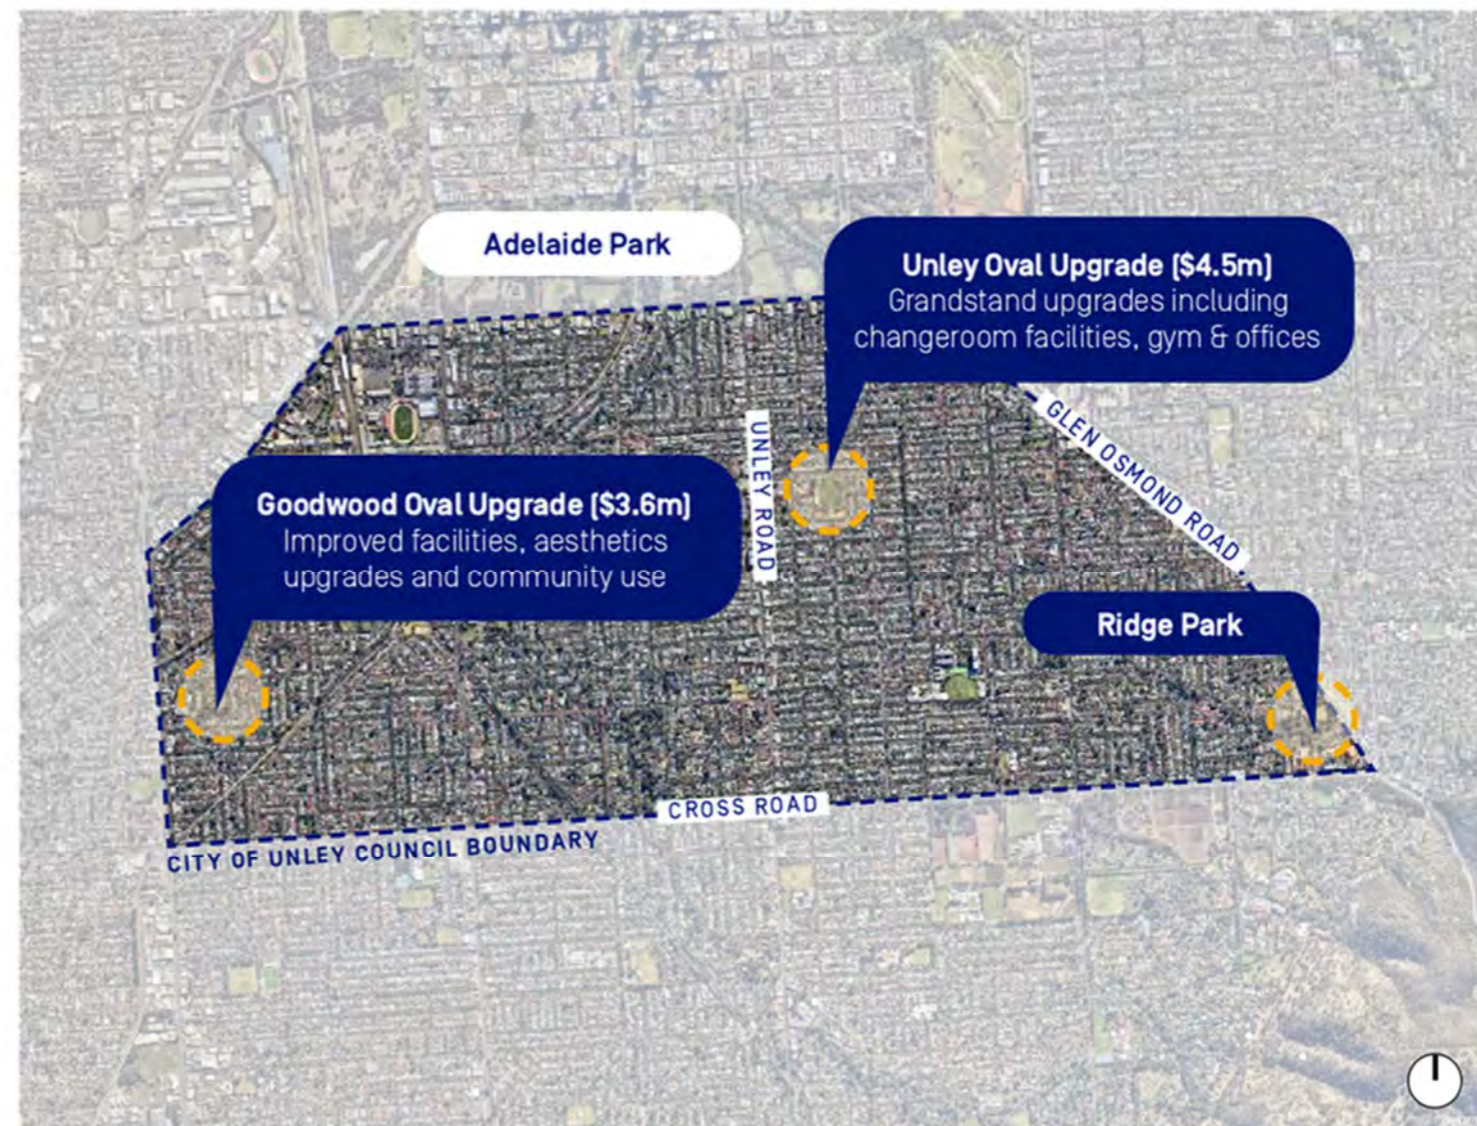 Adelaide Park
Unley Oval Upgrade ($4.5m)
Grandstand upgrades including
changeroom facilities, gym & offices
GLEN OSMOND ROAD
UNLEY ROAD
Goodwood Oval Upgrade ($3.6m)
Improved facilities, aesthetics
upgrades and community use
Ridge Park
CROSS ROAD
CITY OF UNLEY COUNCIL BOUNDARY